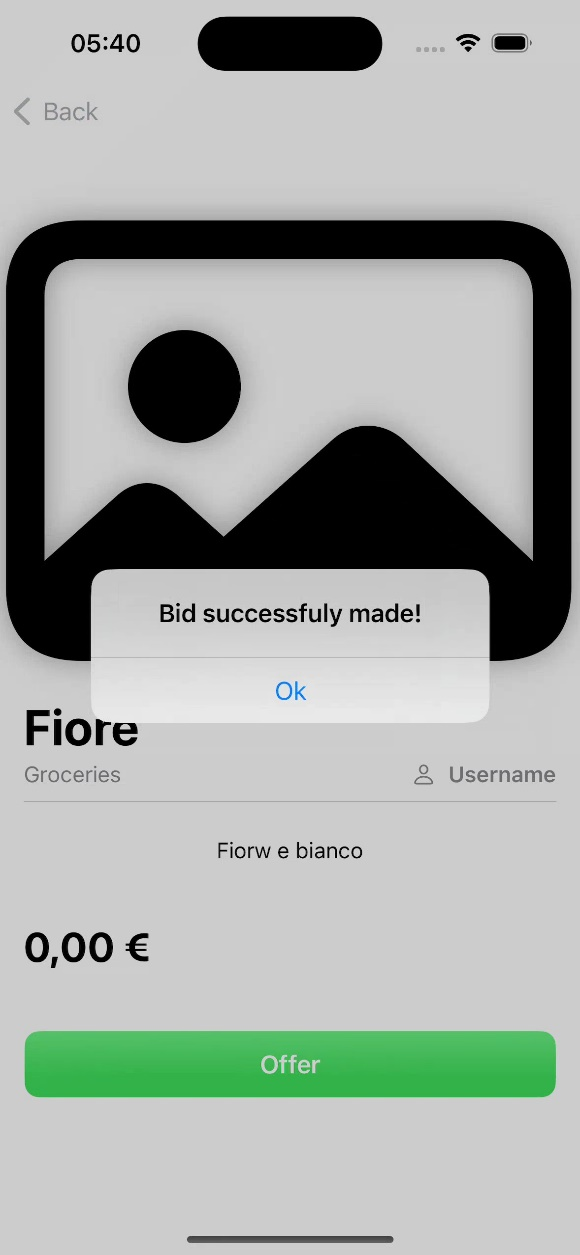 05:40
Back
Bid successfuly made!
Ok
Fiore
Groceries
Username
Fiorw e bianco
0,00 €
Offer